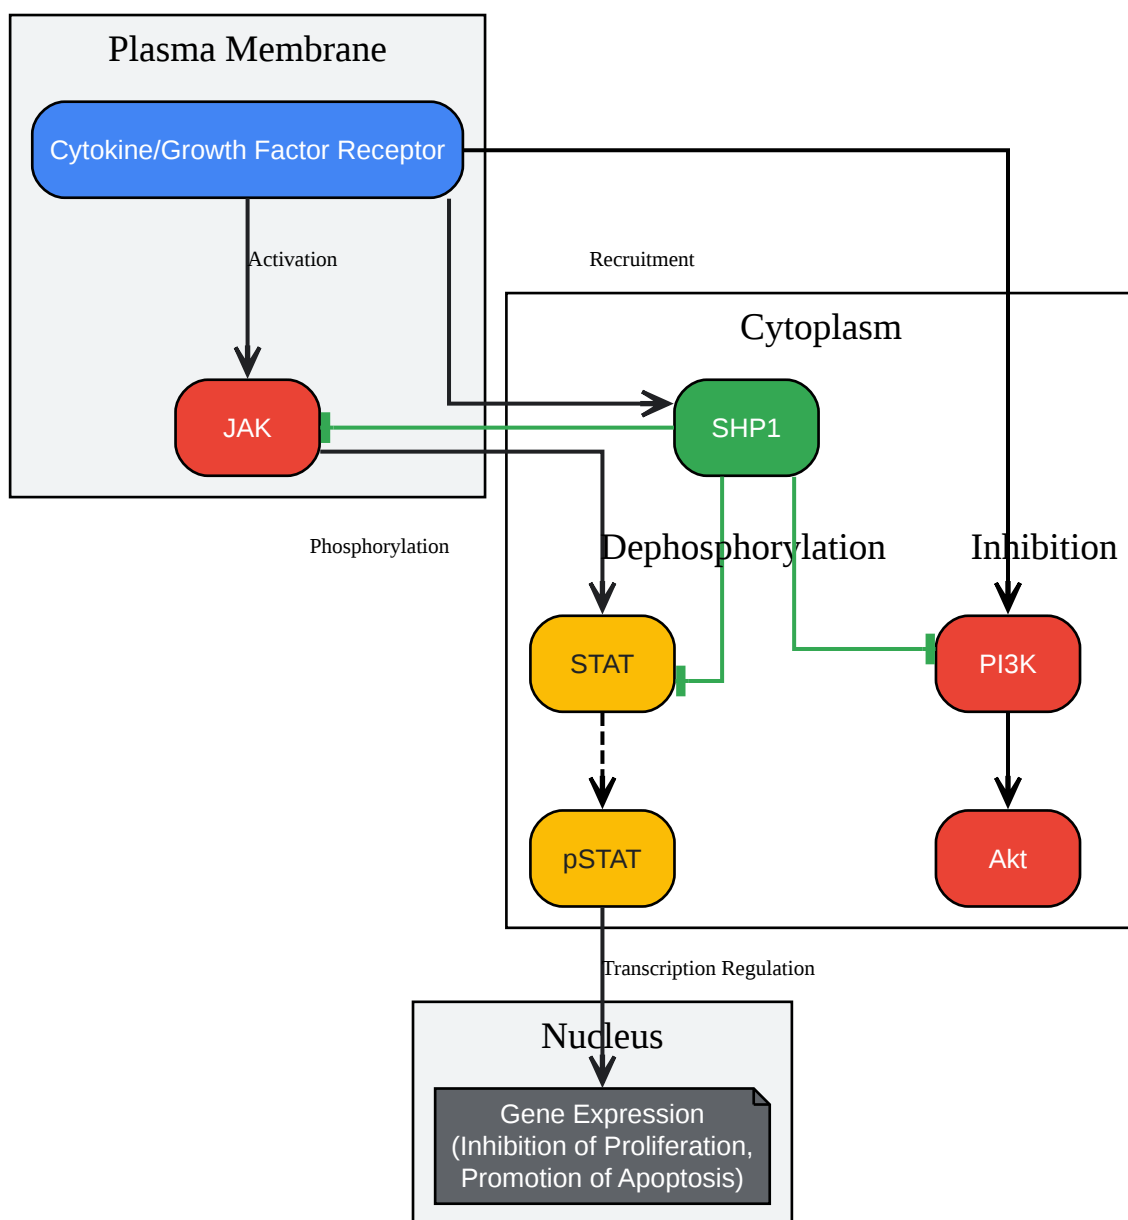 Plasma Membrane
Cytokine/Growth Factor Receptor
Activation
Recruitment
Cytoplasm
JAK
SHP1
Phosphorylation
Dephosphorylation
Inhibition
STAT
PI3K
pSTAT
Akt
Transcription Regulation
Nucleus
Gene Expression
(Inhibition of Proliferation,
Promotion of Apoptosis)